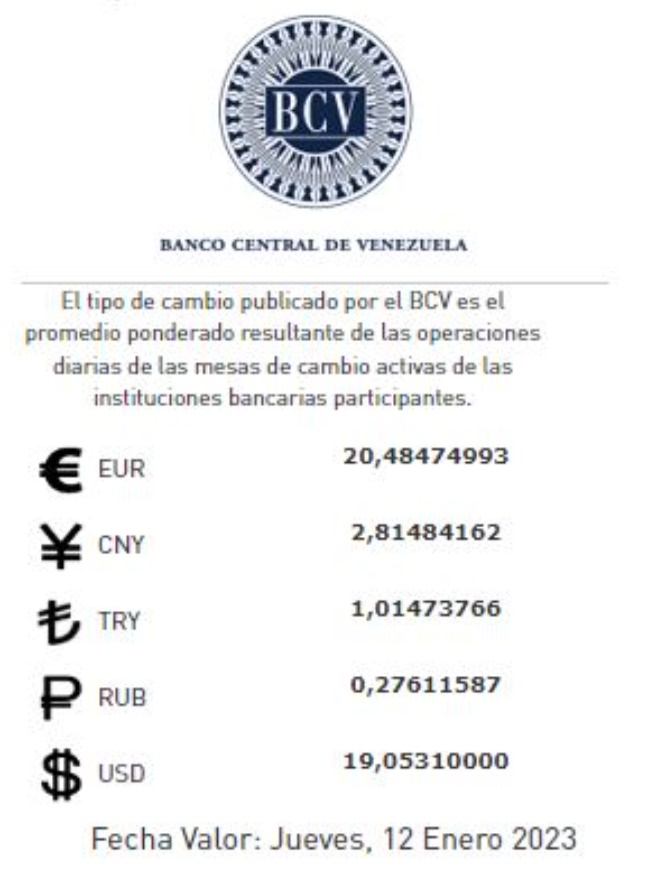 BCV
BANCO CENTRAL DE VENEZUELA
El tipo de cambio publicado por el BCV es el
promedio ponderado resultante de las operaciones
diarias de las mesas de cambio activas de las
instituciones bancarias participantes.
€ EUR 20,48474993
¥ CNY 2,81484162
₺ TRY 1,01473766
₽ RUB 0,27611587
$ USD 19,05310000
Fecha Valor: Jueves, 12 Enero 2023